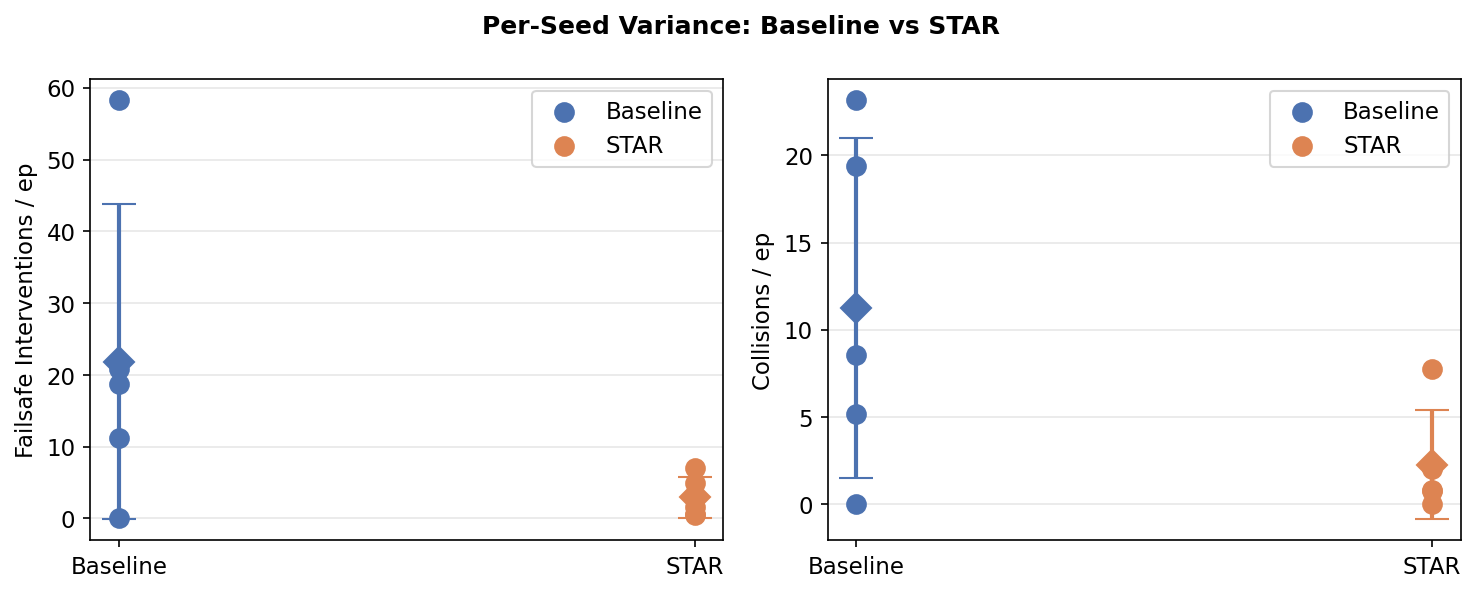 Per-Seed Variance: Baseline vs STAR
Failsafe Interventions / ep
60
50
40
30
20
10
0
Baseline
STAR
Baseline
STAR
Collisions / ep
20
15
10
5
0
Baseline
STAR
Baseline
STAR